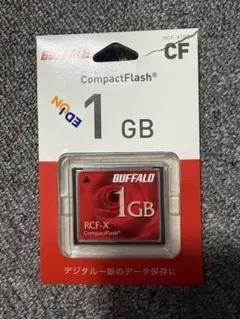 BUFFALO
CF
CompactFlash®
EDION
1 GB
BUFFALO
1GB
RCF-X
CompactFlash
デジタル一眼のデータ保存に